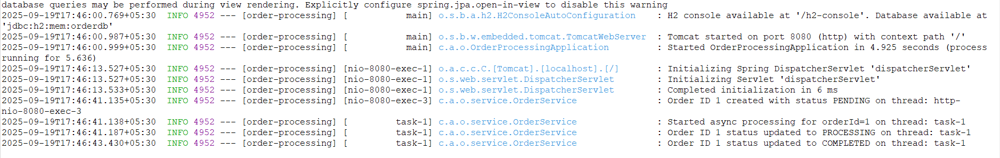 database queries may be performed during view rendering. Explicitly configure spring.jpa.open-in-view to disable this warning
2025-09-19T17:46:00.769+05:30  INFO 4952 --- [order-processing] [           main] o.s.b.a.h2.H2ConsoleAutoConfiguration    : H2 console available at '/h2-console'. Database available at
'jdbc:h2:mem:orderdb'
2025-09-19T17:46:00.987+05:30  INFO 4952 --- [order-processing] [           main] o.s.b.w.embedded.tomcat.TomcatWebServer  : Tomcat started on port 8080 (http) with context path '/'
2025-09-19T17:46:00.999+05:30  INFO 4952 --- [order-processing] [           main] c.a.o.OrderProcessingApplication         : Started OrderProcessingApplication in 4.925 seconds (process
running for 5.636)
2025-09-19T17:46:13.527+05:30  INFO 4952 --- [order-processing] [nio-8080-exec-1] o.a.c.c.C.[Tomcat].[localhost].[/]       : Initializing Spring DispatcherServlet 'dispatcherServlet'
2025-09-19T17:46:13.527+05:30  INFO 4952 --- [order-processing] [nio-8080-exec-1] o.s.web.servlet.DispatcherServlet        : Initializing Servlet 'dispatcherServlet'
2025-09-19T17:46:13.533+05:30  INFO 4952 --- [order-processing] [nio-8080-exec-1] o.s.web.servlet.DispatcherServlet        : Completed initialization in 6 ms
2025-09-19T17:46:41.135+05:30  INFO 4952 --- [order-processing] [nio-8080-exec-3] c.a.o.service.OrderService               : Order ID 1 created with status PENDING on thread: http-
nio-8080-exec-3
2025-09-19T17:46:41.138+05:30  INFO 4952 --- [order-processing] [         task-1] c.a.o.service.OrderService               : Started async processing for orderId=1 on thread: task-1
2025-09-19T17:46:41.187+05:30  INFO 4952 --- [order-processing] [         task-1] c.a.o.service.OrderService               : Order ID 1 status updated to PROCESSING on thread: task-1
2025-09-19T17:46:43.430+05:30  INFO 4952 --- [order-processing] [         task-1] c.a.o.service.OrderService               : Order ID 1 status updated to COMPLETED on thread: task-1